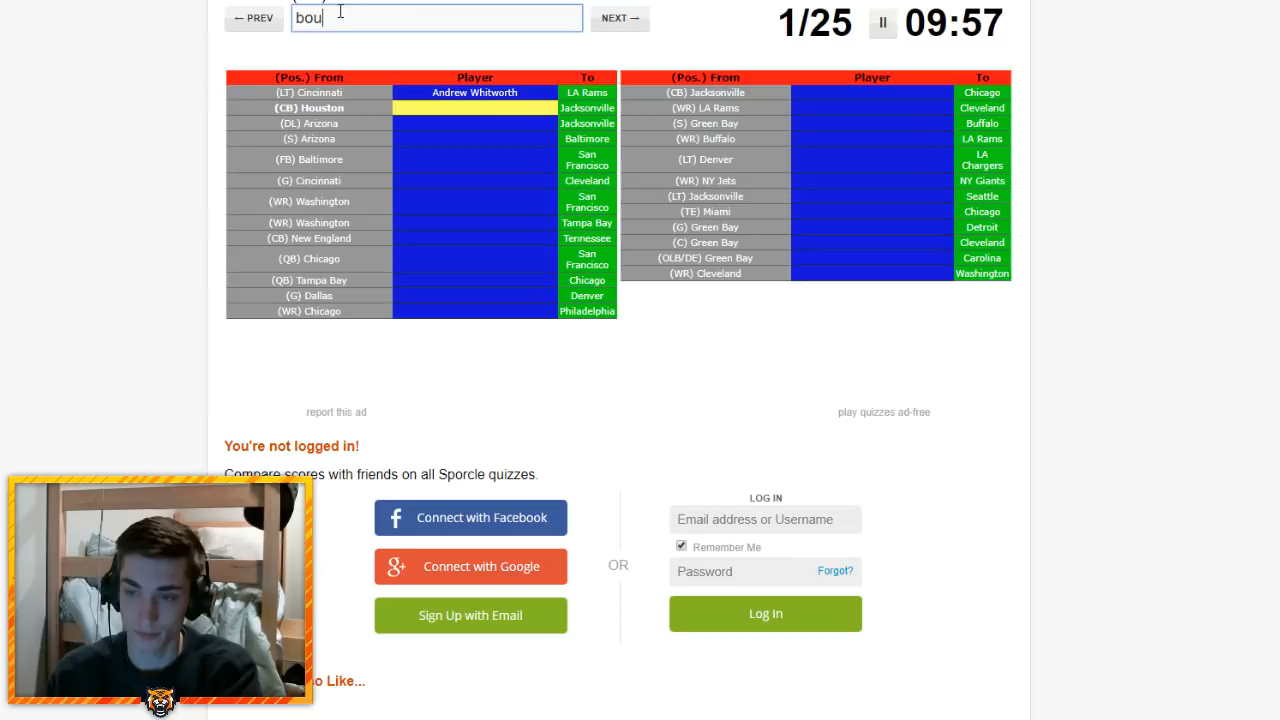 ← PREV bou NEXT → 1/25 09:57
(Pos.) From Player To
(LT) Cincinnati Andrew Whitworth LA Rams
(CB) Houston Jacksonville
(DL) Arizona Jacksonville
(S) Arizona Baltimore
(FB) Baltimore San Francisco
(G) Cincinnati Cleveland
(WR) Washington San Francisco
(WR) Washington Tampa Bay
(CB) New England Tennessee
(QB) Chicago San Francisco
(QB) Tampa Bay Chicago
(G) Dallas Denver
(WR) Chicago Philadelphia
(Pos.) From Player To
(CB) Jacksonville Chicago
(WR) LA Rams Cleveland
(S) Green Bay Buffalo
(WR) Buffalo LA Rams
(LT) Denver LA Chargers
(WR) NY Jets NY Giants
(LT) Jacksonville Seattle
(TE) Miami Chicago
(G) Green Bay Detroit
(C) Green Bay Cleveland
(OLB/DE) Green Bay Carolina
(WR) Cleveland Washington
report this ad play quizzes ad-free
You're not logged in!
Compare scores with friends on all Sporcle quizzes.
f Connect with Facebook
g+ Connect with Google
Sign Up with Email
OR
LOG IN
Email address or Username
Remember Me
Password Forgot?
Log In
o Like...